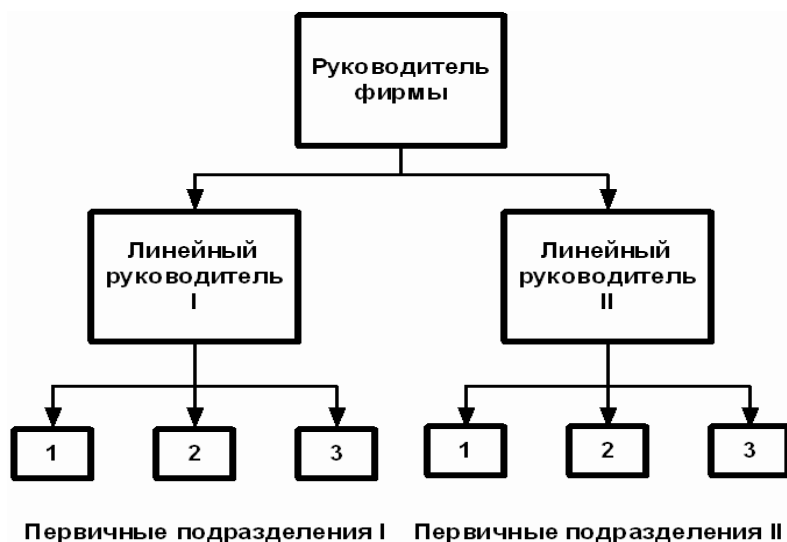 Руководитель
фирмы
Линейный
руководитель
I
Линейный
руководитель
II
1
2
3
1
2
3
Первичные подразделения I
Первичные подразделения II